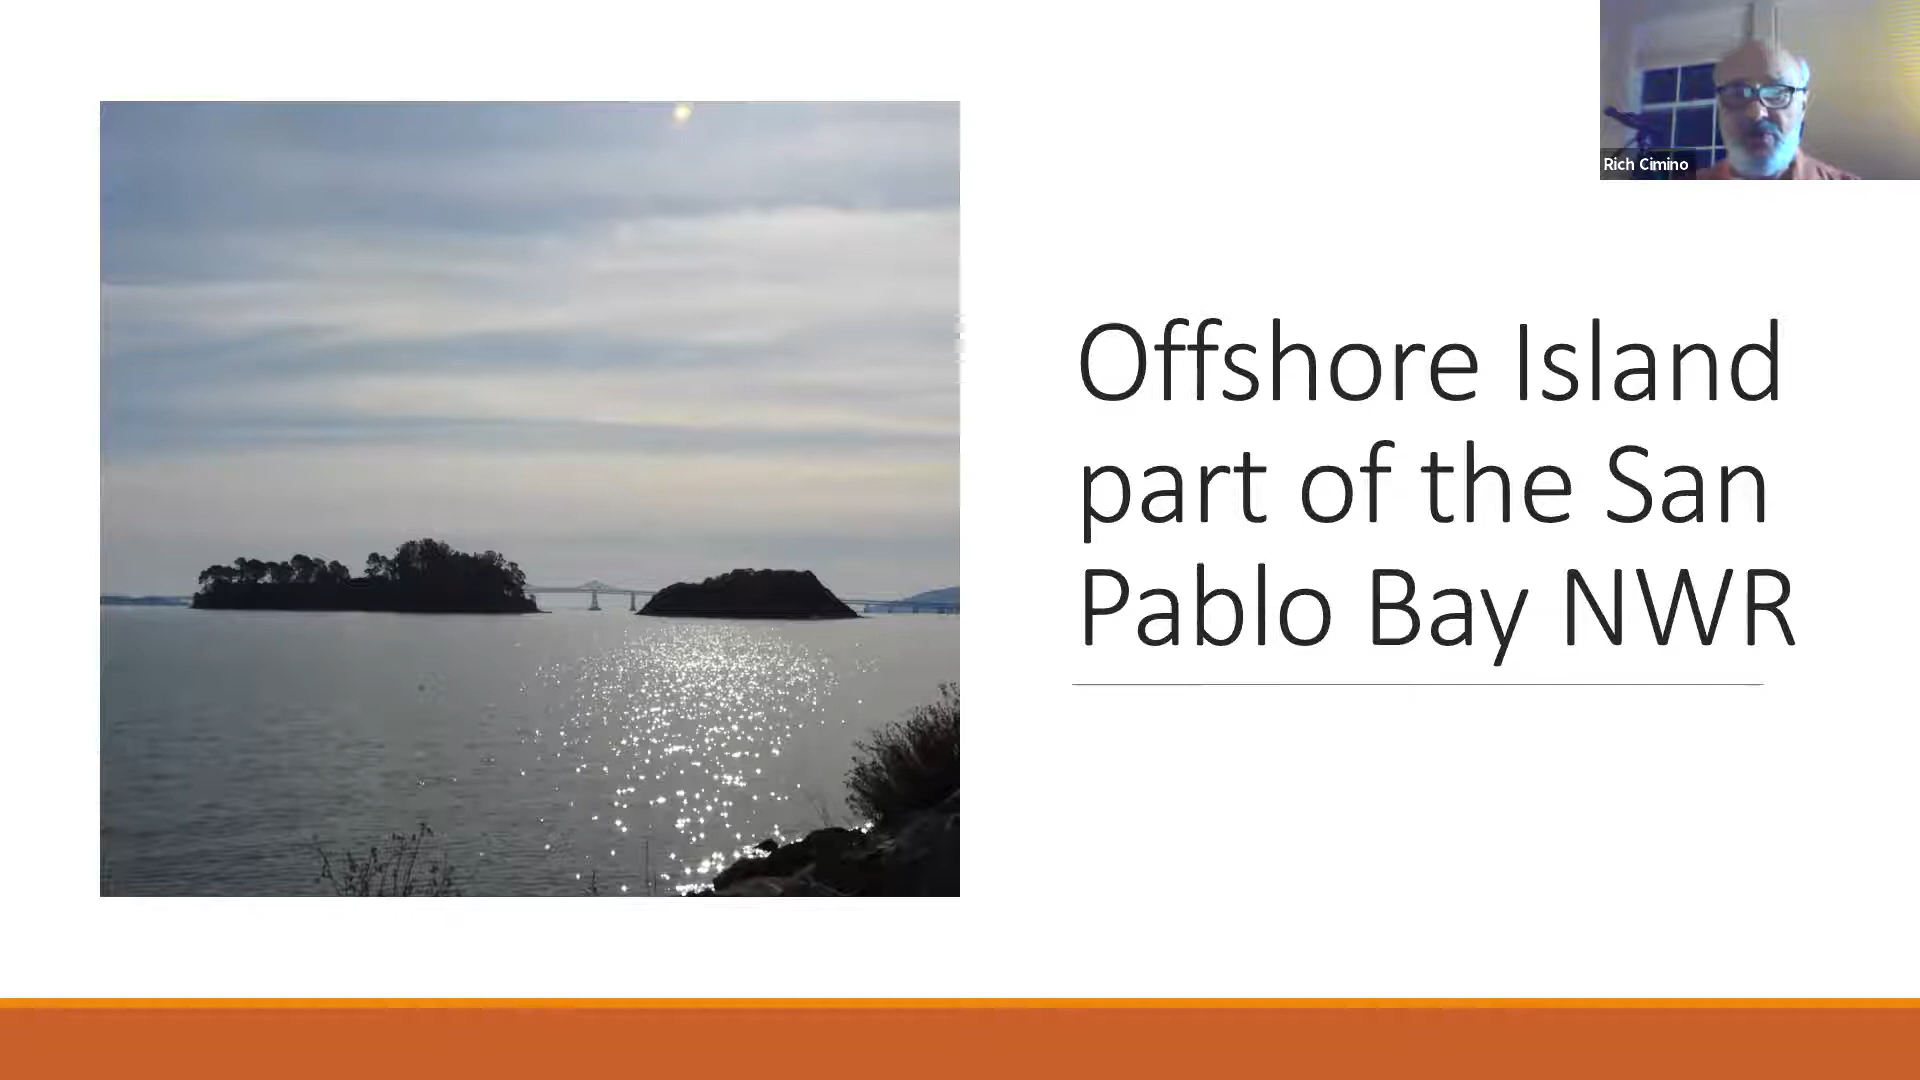 Rich Cimino
Offshore Island
part of the San
Pablo Bay NWR